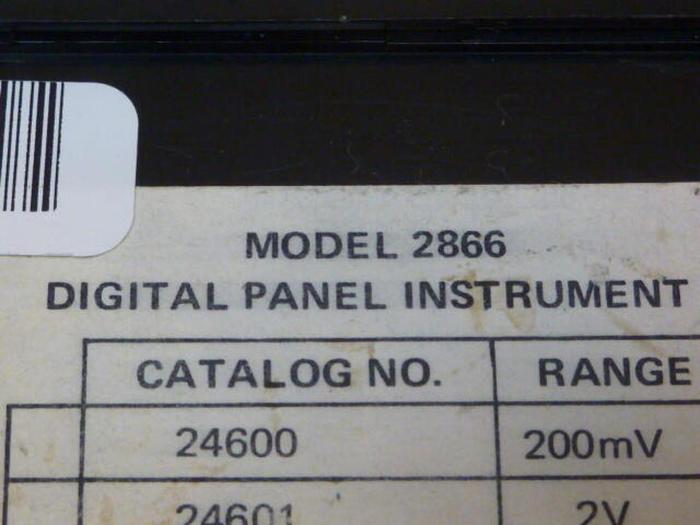 MODEL 2866
DIGITAL PANEL INSTRUMENT
CATALOG NO. RANGE
24600 200mV
24601 2V